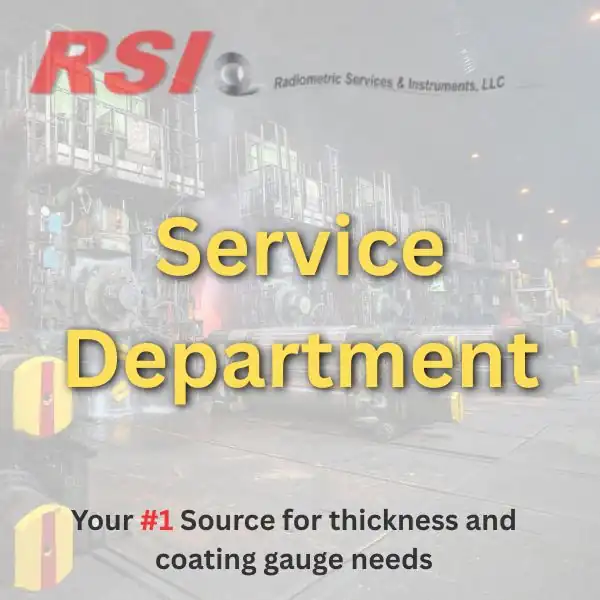 RSI
Radiometric Services & Instruments, LLC
Service
Department
Your #1 Source for thickness and
coating gauge needs